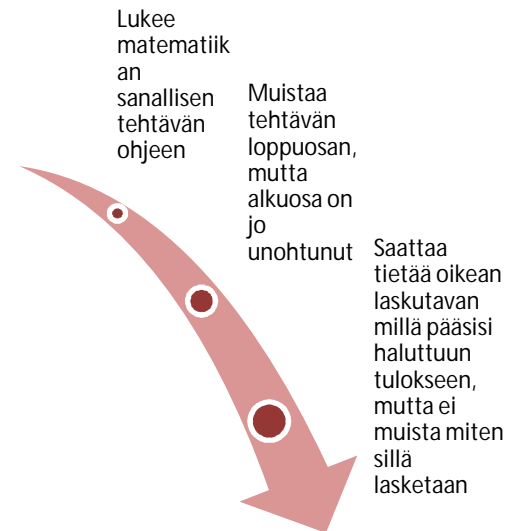 Lukee
matematiik
an
sanallisen
tehtävän
ohjeen
Muistaa
tehtävän
loppuosan,
mutta
alkuosa on
jo
unohtunut
Saattaa
tietää oikean
laskutavan
millä pääsisi
haluttuun
tulokseen,
mutta ei
muista miten
sillä
lasketaan